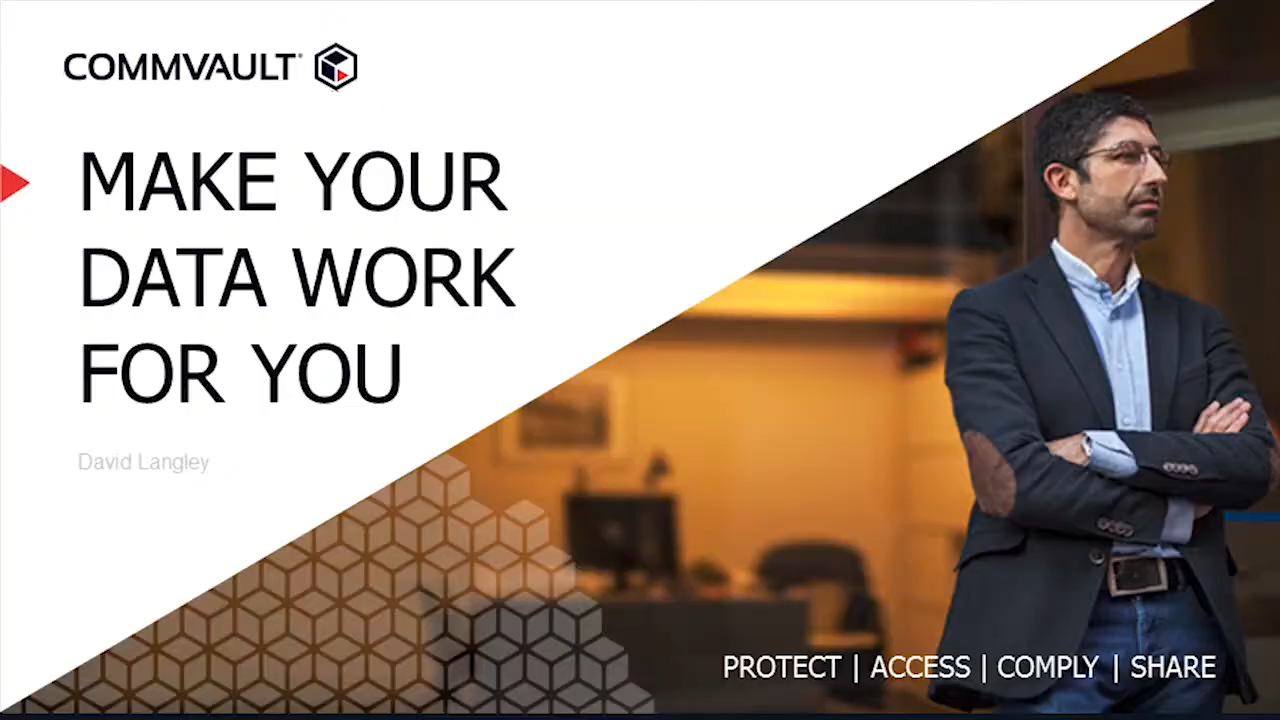 COMMVAULT®
MAKE YOUR
DATA WORK
FOR YOU
David Langley
PROTECT | ACCESS | COMPLY | SHARE